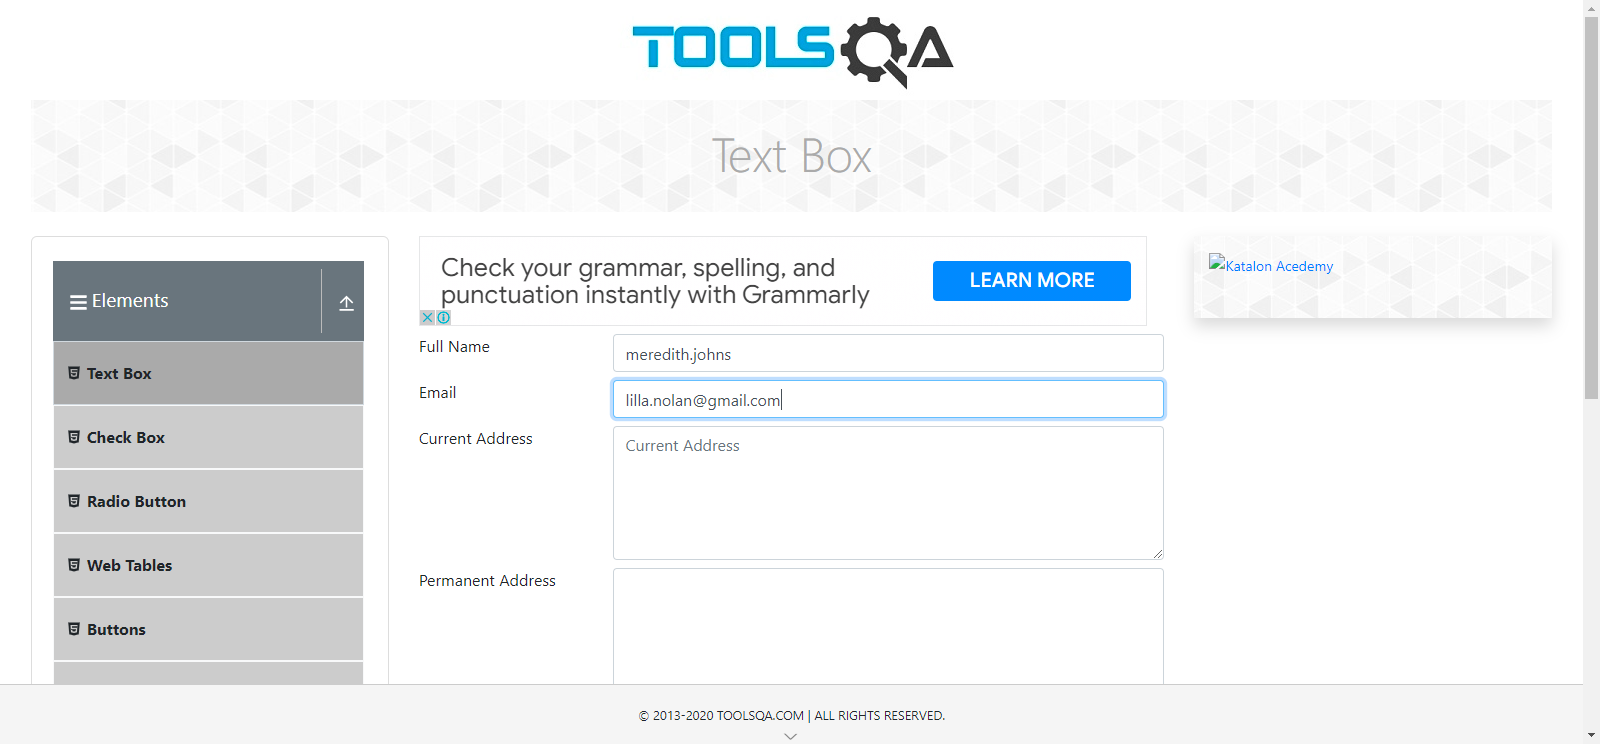 TOOLSQA
Text Box
Elements
Text Box
Check Box
Radio Button
Web Tables
Buttons
Check your grammar, spelling, and
punctuation instantly with Grammarly
LEARN MORE
Full Name
meredith.johns
Email
lilla.nolan@gmail.com
Current Address
Current Address
Permanent Address
Katalon Acedemy
© 2013-2020 TOOLSQA.COM | ALL RIGHTS RESERVED.